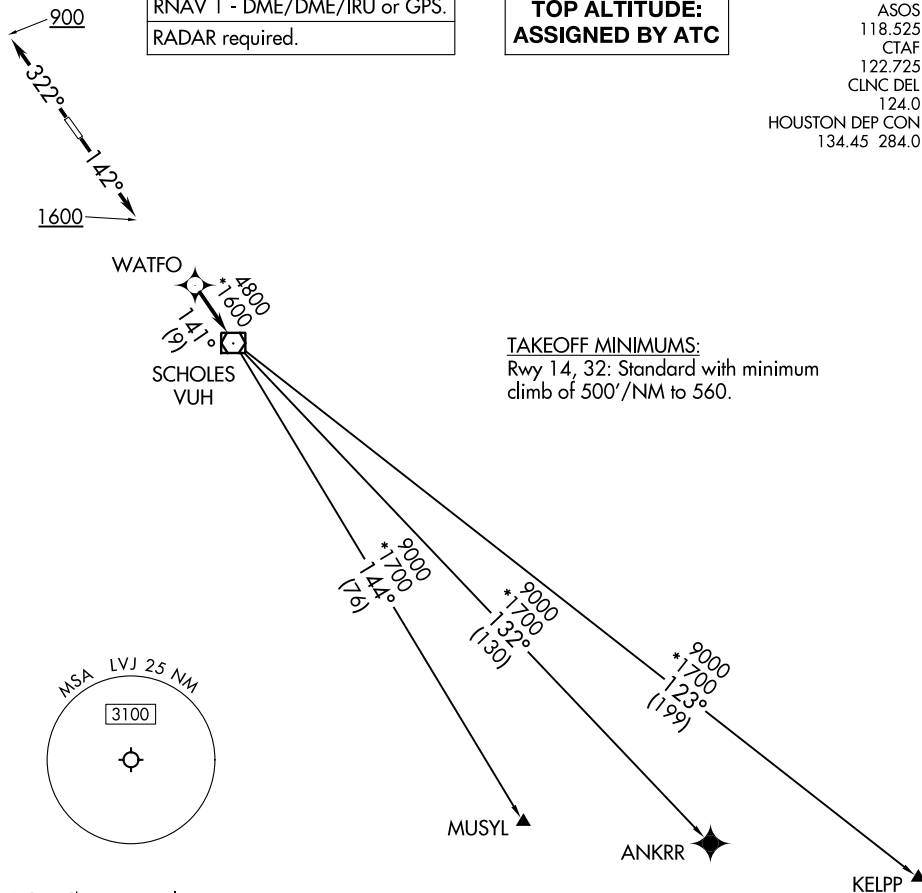 RNAV 1 - DME/DME/IRU or GPS.
RADAR required.
TOP ALTITUDE:
ASSIGNED BY ATC
ASOS
118.525
CTAF
122.725
CLNC DEL
124.0
HOUSTON DEP CON
134.45 284.0
900
322°
142°
1600
WATFO
4800
*1600
141°
(9)
SCHOLES
VUH
TAKEOFF MINIMUMS:
Rwy 14, 32: Standard with minimum
climb of 500'/NM to 560.
9000
*1700
144°
(76)
9000
*1700
132°
(130)
9000
*1700
123°
(199)
MSA LVJ 25 NM
3100
MUSYL
ANKRR
KELPP